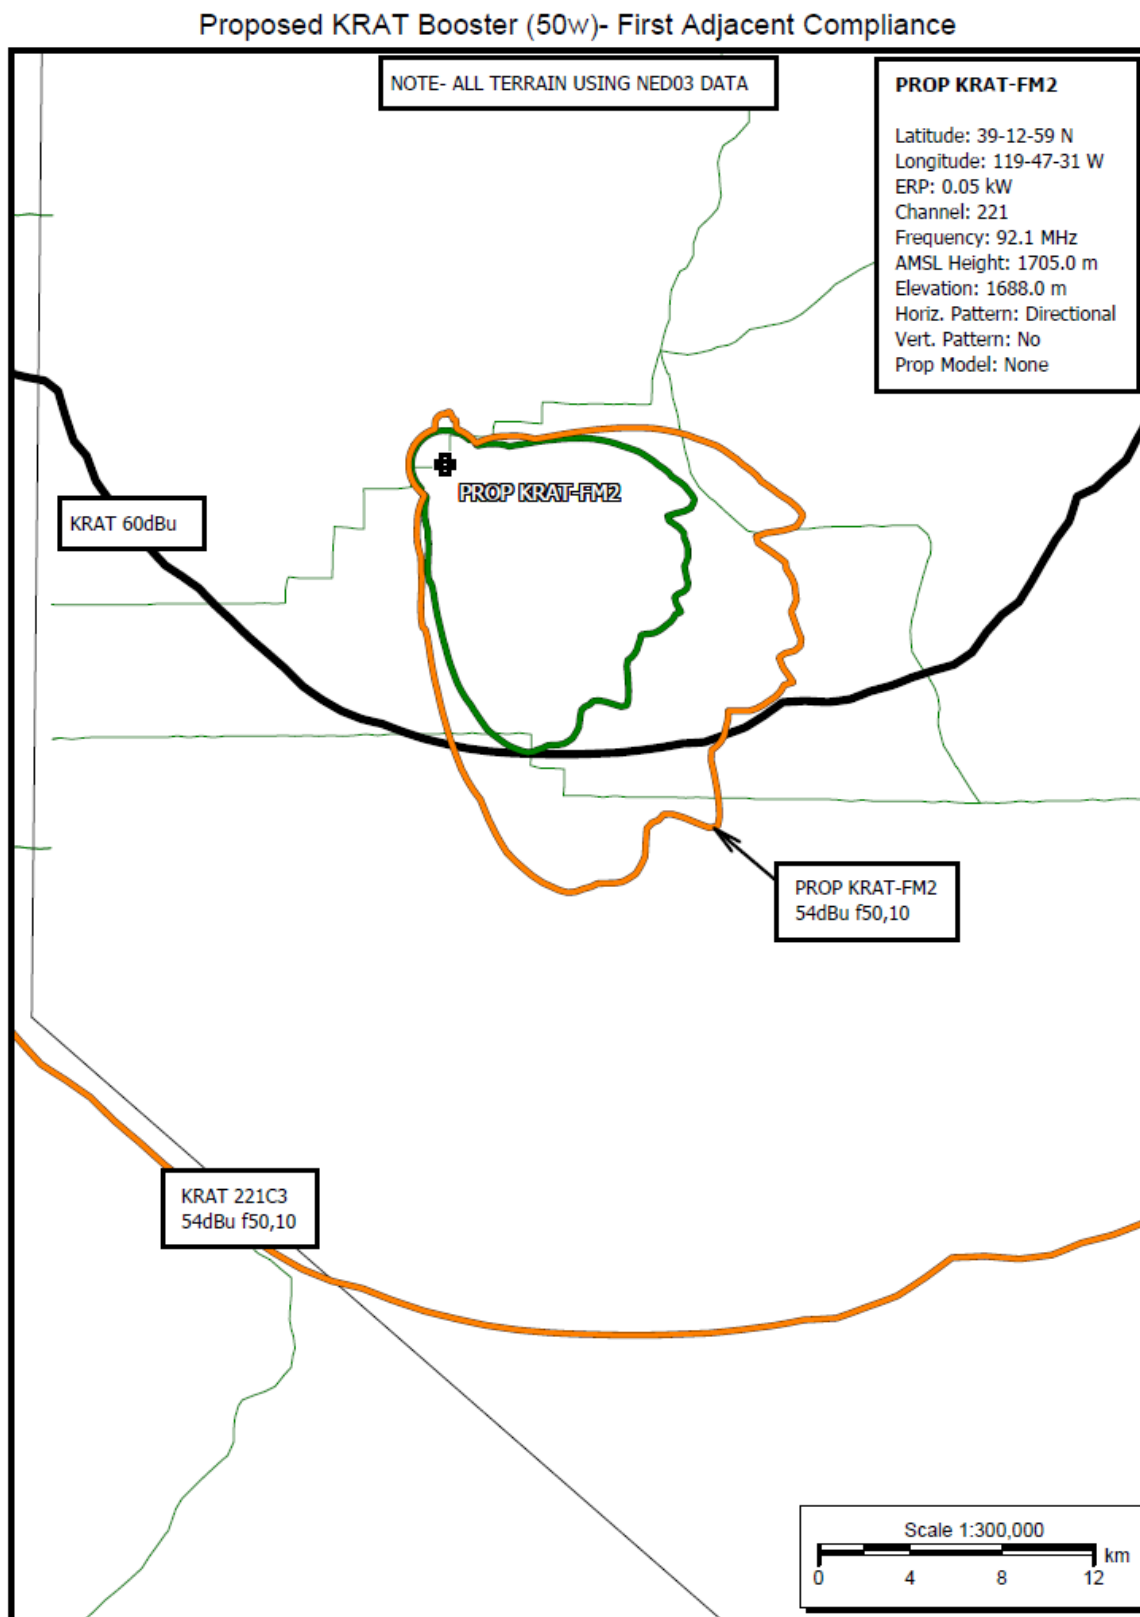 Proposed KRAT Booster (50w)- First Adjacent Compliance
NOTE- ALL TERRAIN USING NED03 DATA
PROP KRAT-FM2
Latitude: 39-12-59 N
Longitude: 119-47-31 W
ERP: 0.05 kW
Channel: 221
Frequency: 92.1 MHz
AMSL Height: 1705.0 m
Elevation: 1688.0 m
Horiz. Pattern: Directional
Vert. Pattern: No
Prop Model: None
PROP KRAT-FM2
KRAT 60dBu
PROP KRAT-FM2
54dBu f50,10
KRAT 221C3
54dBu f50,10
Scale 1:300,000
km
0 4 8 12